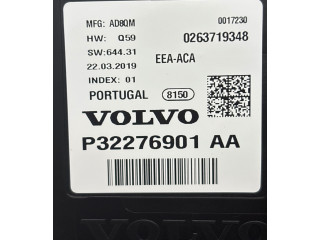 MFG: AD8QM 0017230
HW: Q59 0263719348
SW:644.31
EEA-ACA
22.03.2019
INDEX: 01
PORTUGAL 8150
VOLVO
P32276901 AA
VOLVO